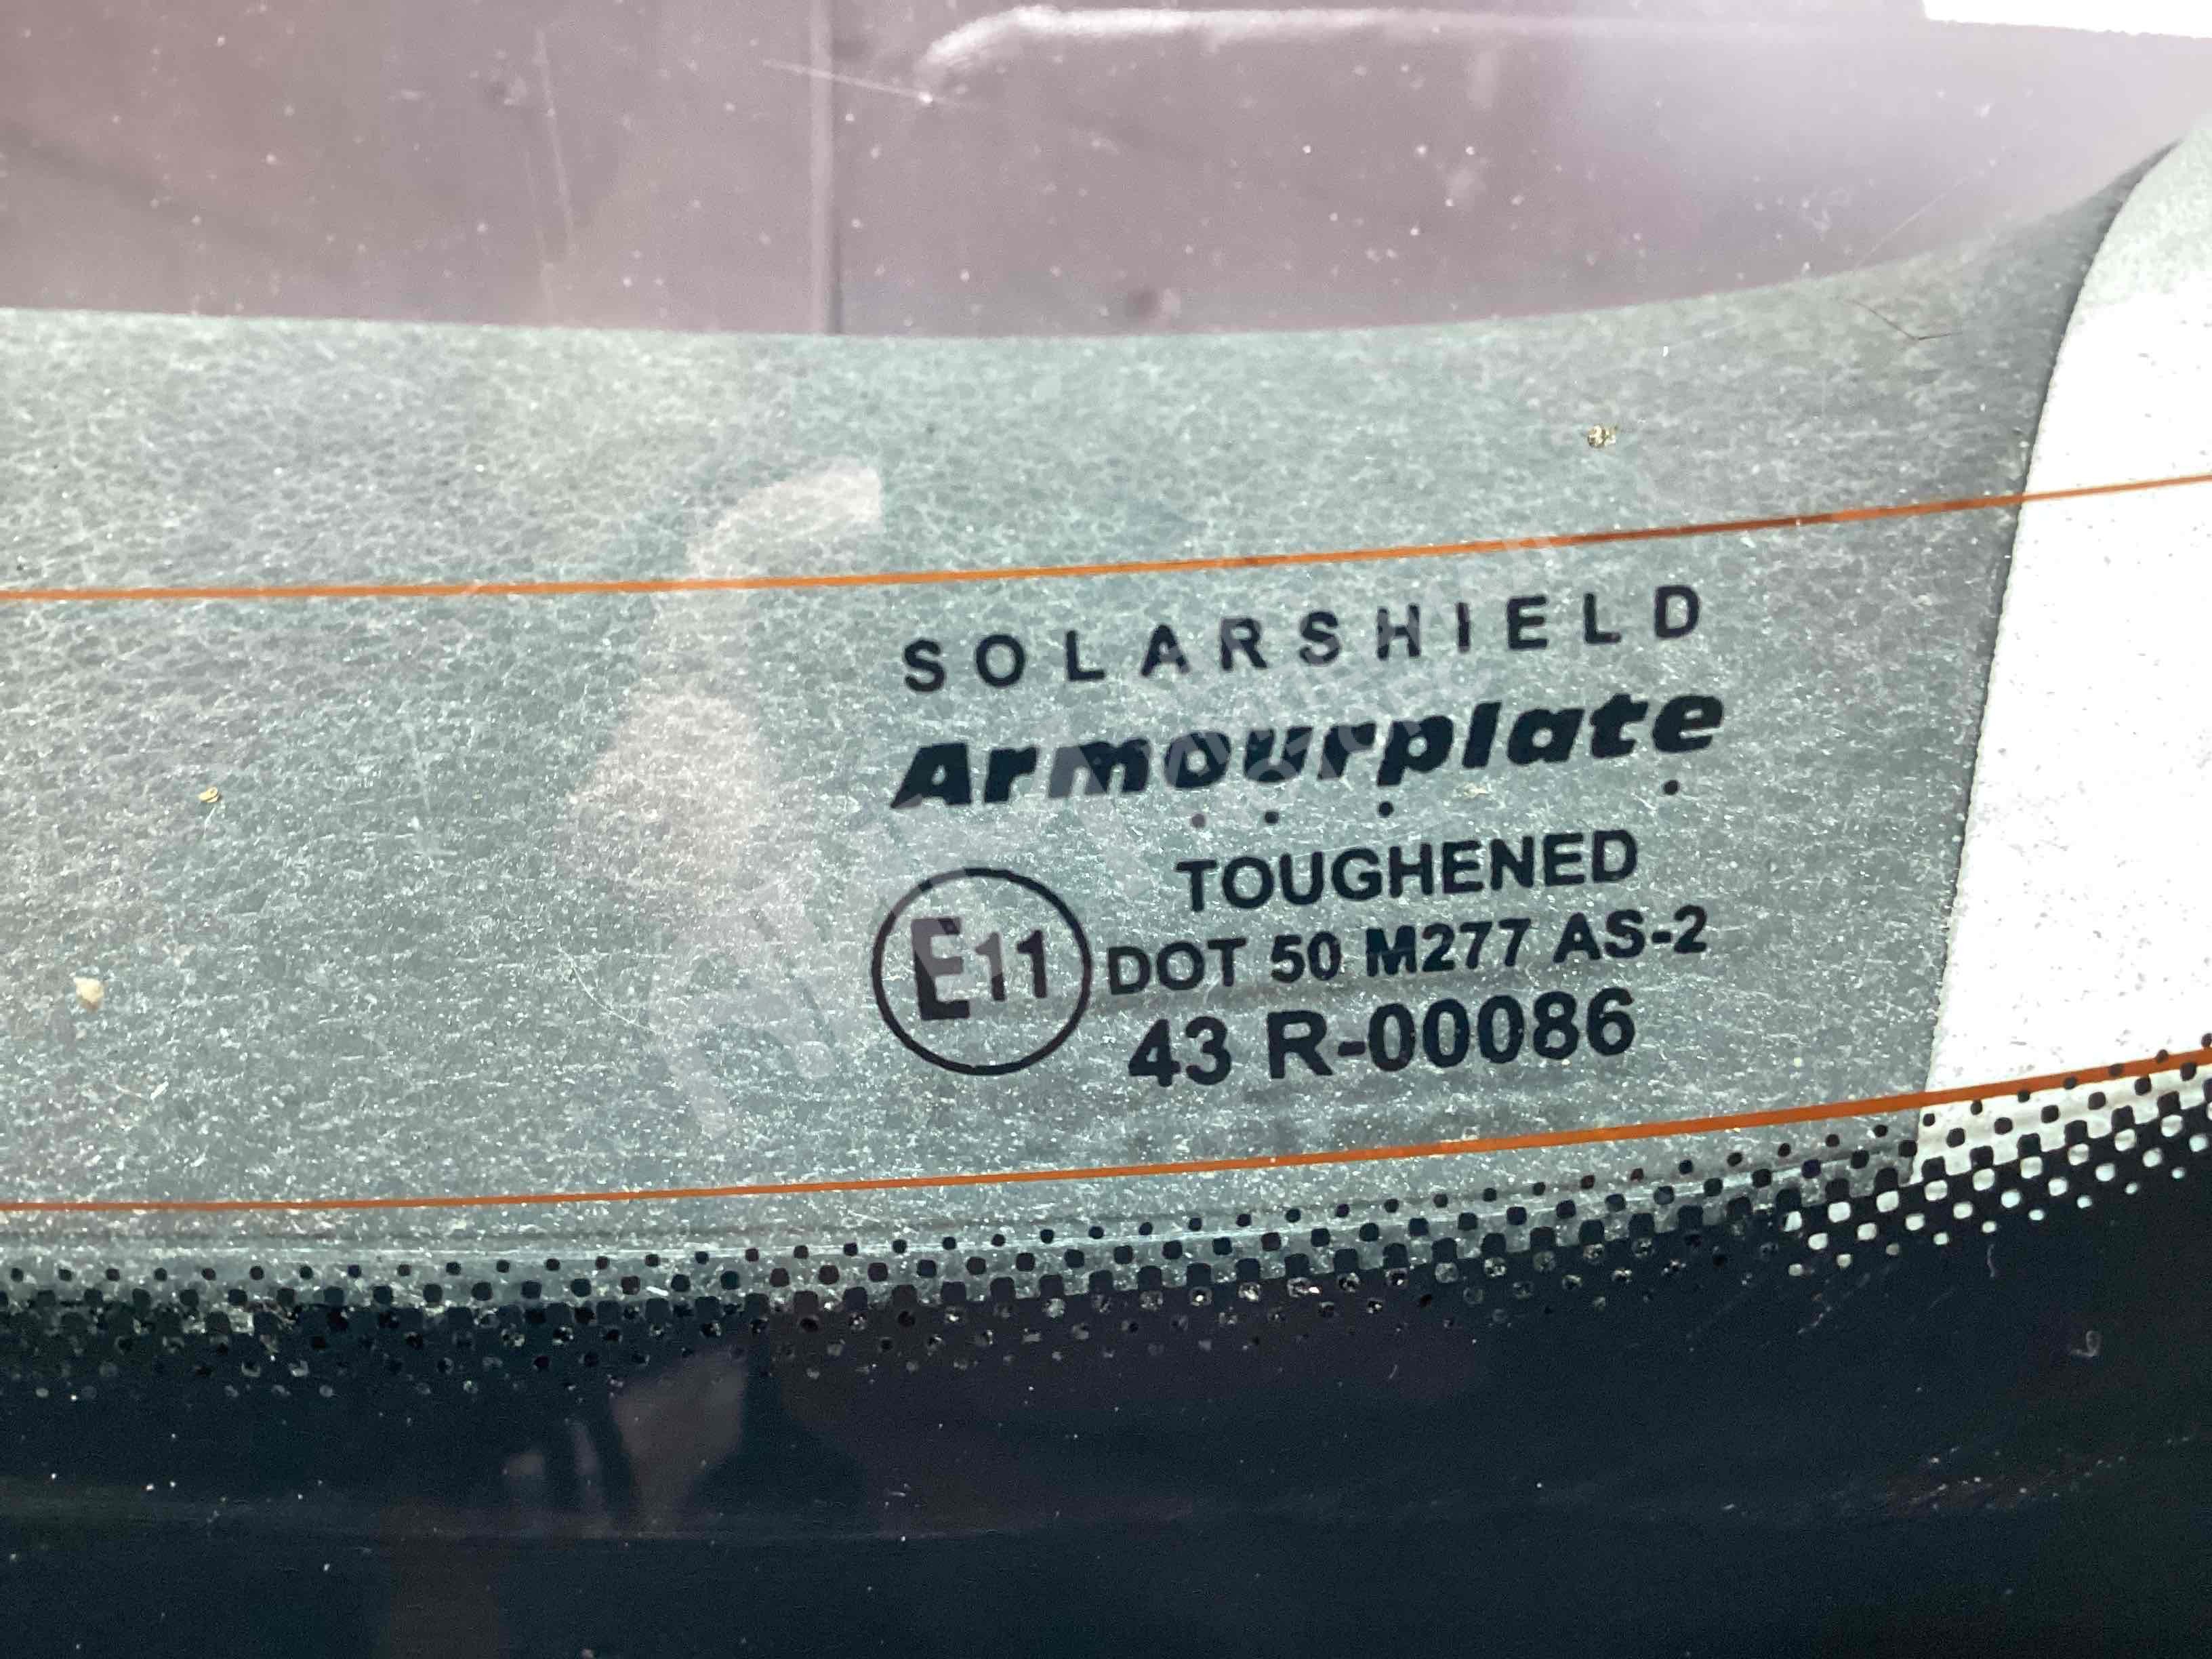 SOLARSHIELD
Armourplate
TOUGHENED
E11
DOT 50 M277 AS-2
43 R-00086